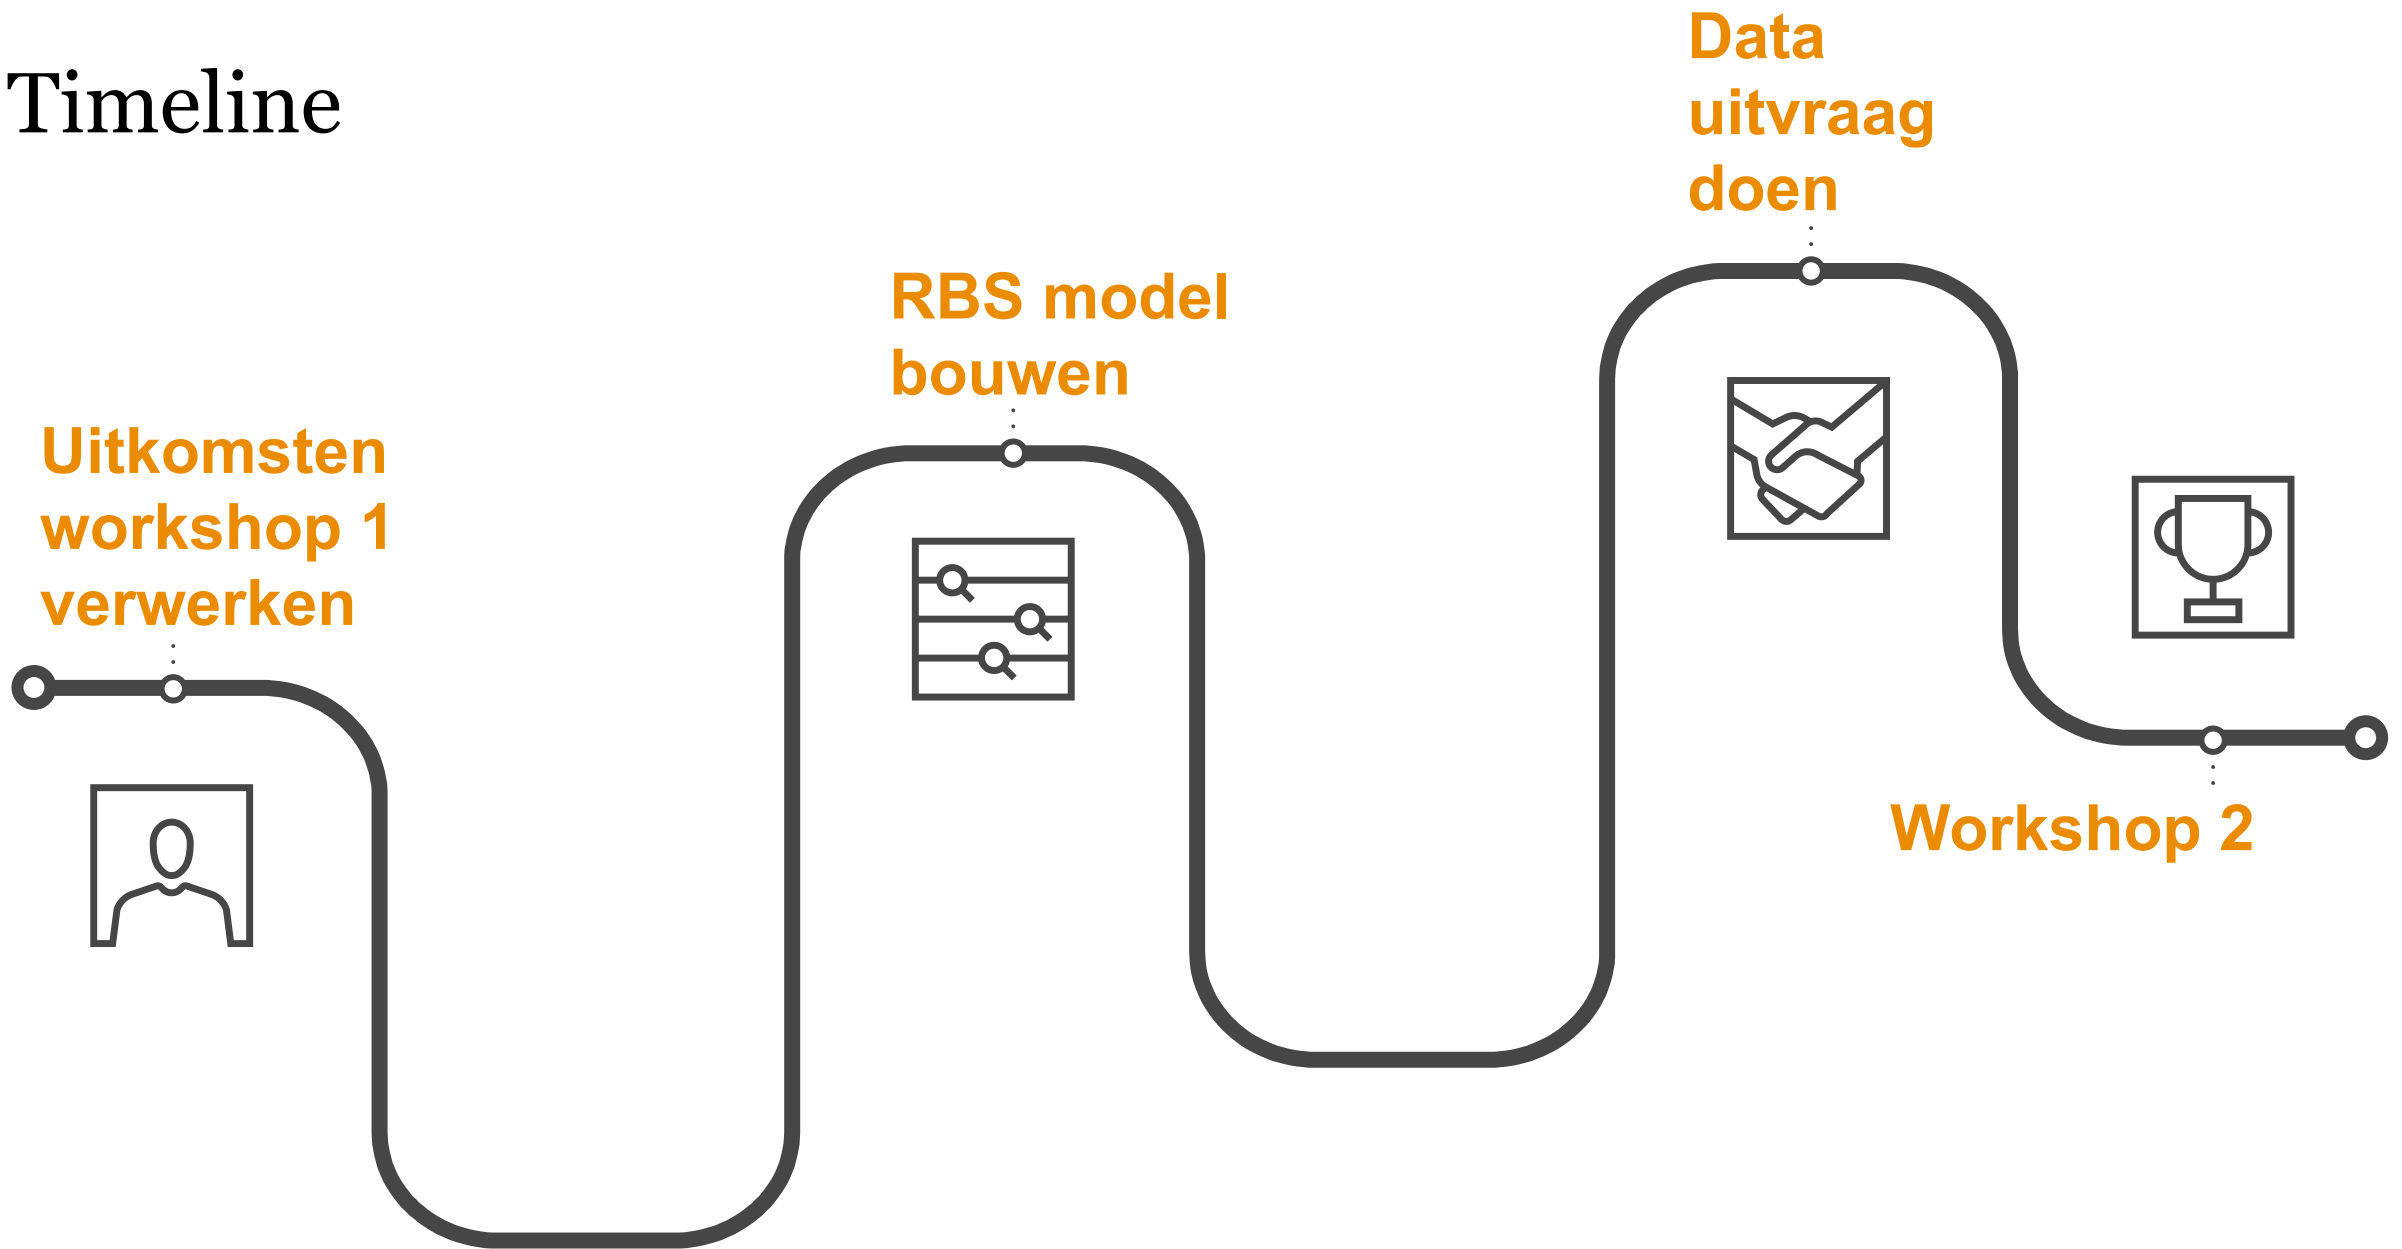 Timeline
Uitkomsten
workshop 1
verwerken
RBS model
bouwen
Data
uitvraag
doen
Workshop 2